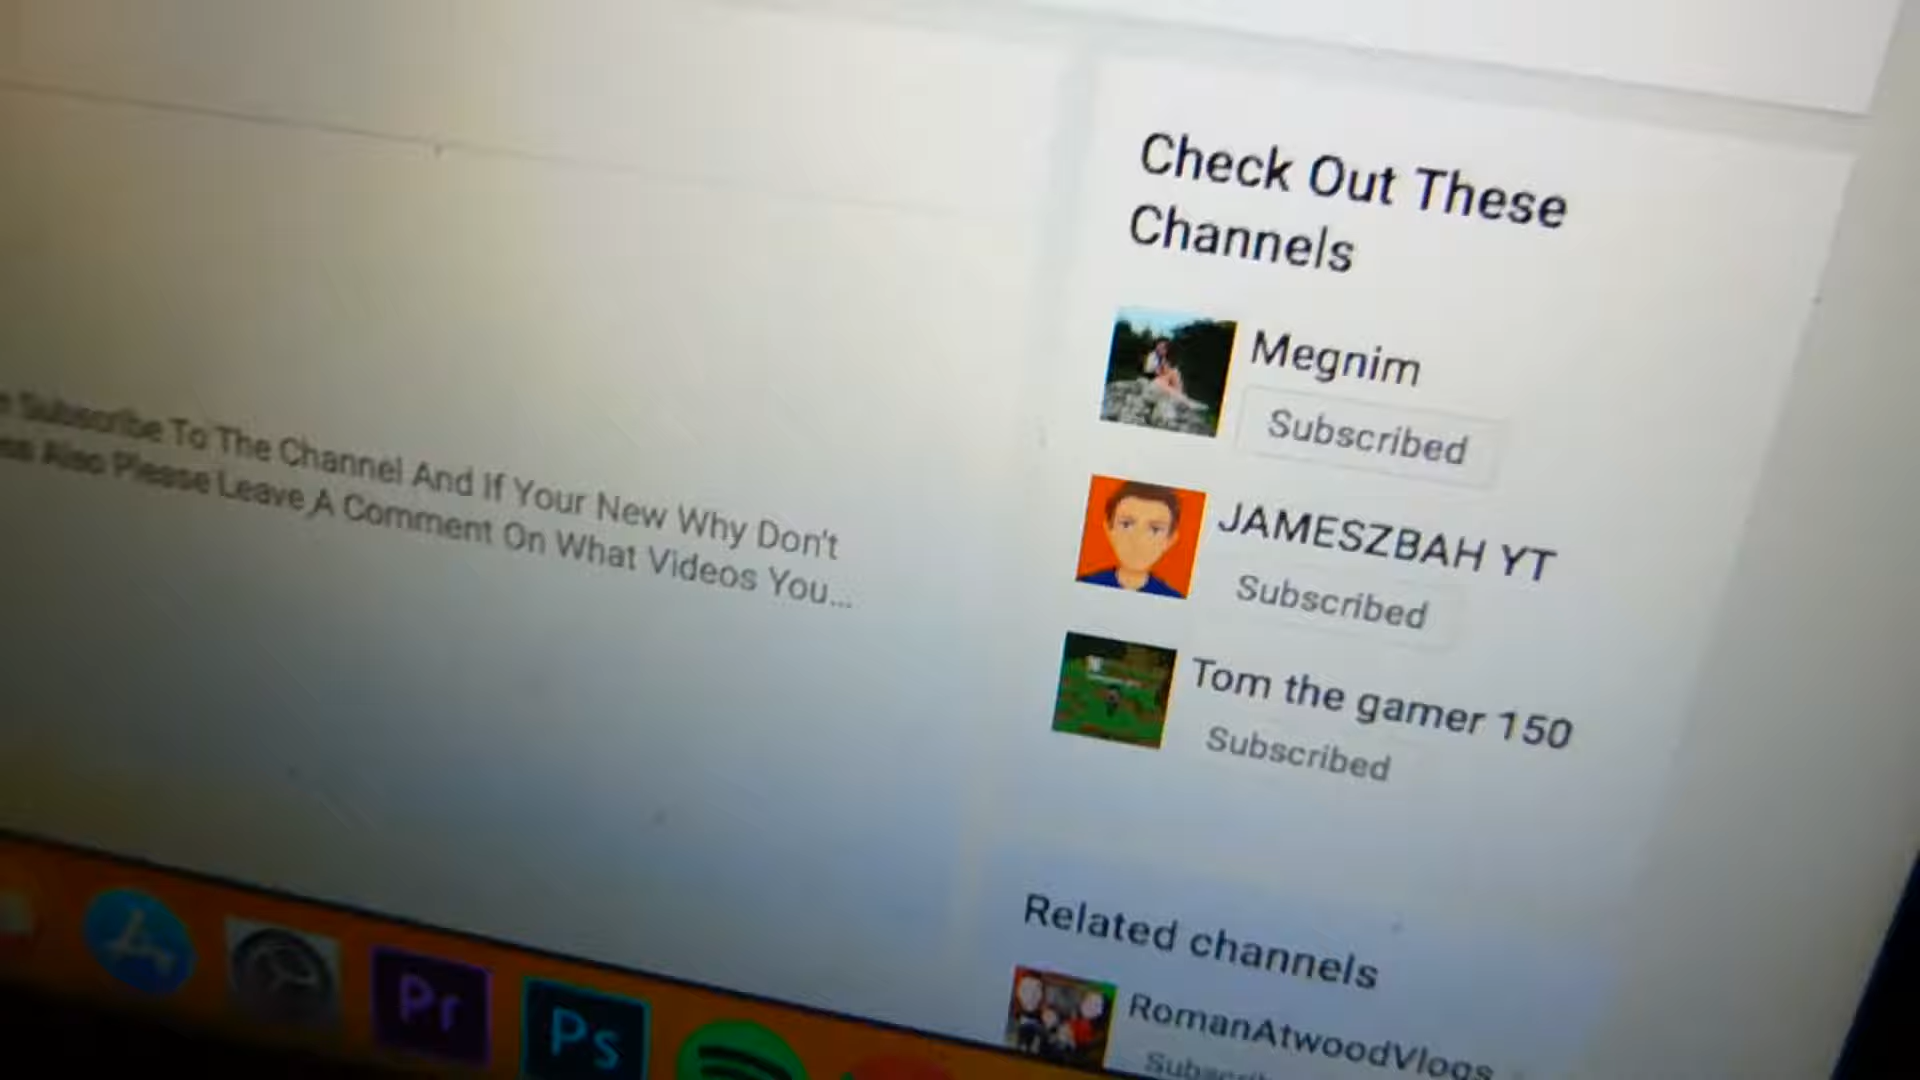 Check Out These
Channels
Megnim
Subscribed
JAMESZBAH YT
Subscribed
Tom the gamer 150
Subscribed
Subscribe To The Channel And If Your New Why Don't
Also Please Leave A Comment On What Videos You...
Related channels
RomanAtwoodVlogs
Pr
Ps